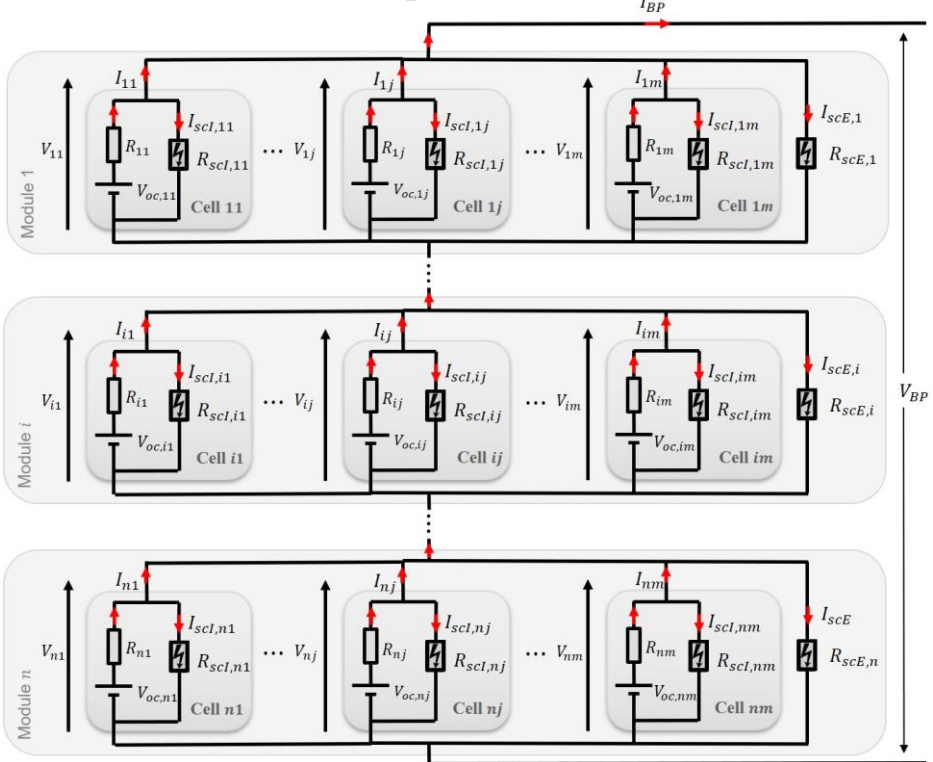 I_BP
Module 1
V_11
I_11
R_11
V_oc,11
I_scI,11
R_scI,11
Cell 11
...
V_1j
I_1j
R_1j
V_oc,1j
I_scI,1j
R_scI,1j
Cell 1j
...
V_1m
I_1m
R_1m
V_oc,1m
I_scI,1m
R_scI,1m
Cell 1m
I_scE,1
R_scE,1
Module i
V_i1
I_i1
R_i1
V_oc,i1
I_scI,i1
R_scI,i1
Cell i1
...
V_ij
I_ij
R_ij
V_oc,ij
I_scI,ij
R_scI,ij
Cell ij
...
V_im
I_im
R_im
V_oc,im
I_scI,im
R_scI,im
Cell im
I_scE,i
R_scE,i
V_BP
Module n
V_n1
I_n1
R_n1
V_oc,n1
I_scI,n1
R_scI,n1
Cell n1
...
V_nj
I_nj
R_nj
V_oc,nj
I_scI,nj
R_scI,nj
Cell nj
...
V_nm
I_nm
R_nm
V_oc,nm
I_scI,nm
R_scI,nm
Cell nm
I_scE
R_scE,n